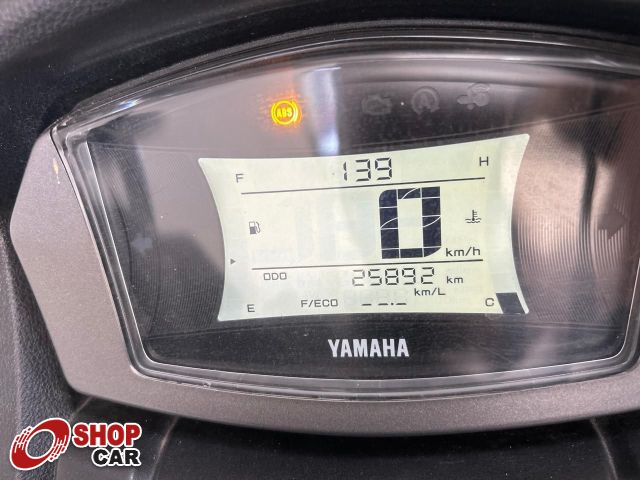 ABS
F 139 H
0
km/h
ODO 25892 km
km/L
E F/ECO --.- C
YAMAHA
SHOP
CAR